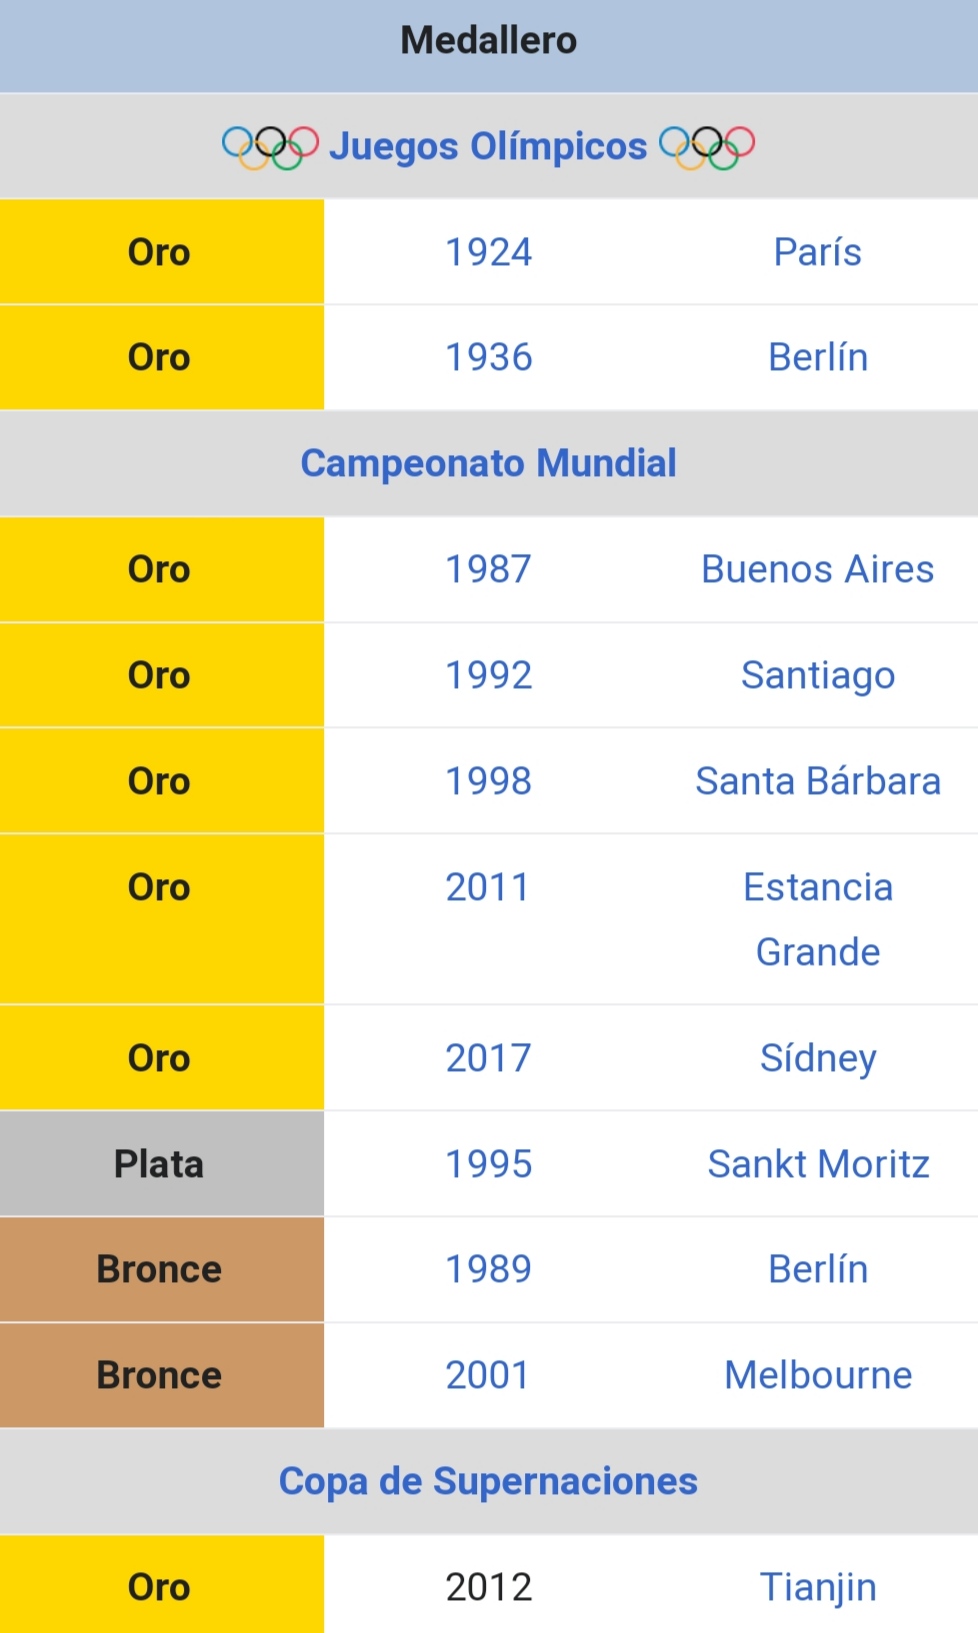 Medallero
Juegos Olímpicos
Oro 1924 París
Oro 1936 Berlín
Campeonato Mundial
Oro 1987 Buenos Aires
Oro 1992 Santiago
Oro 1998 Santa Bárbara
Oro 2011 Estancia
Grande
Oro 2017 Sídney
Plata 1995 Sankt Moritz
Bronce 1989 Berlín
Bronce 2001 Melbourne
Copa de Supernaciones
Oro 2012 Tianjin